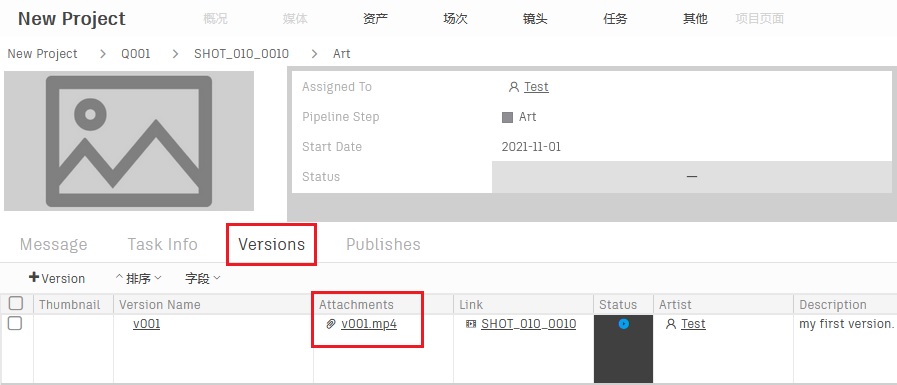 New Project 概况 媒体 资产 场次 镜头 任务 其他 项目页面
New Project > Q001 > SHOT_010_0010 > Art
Assigned To Test
Pipeline Step Art
Start Date 2021-11-01
Status —
Message Task Info Versions Publishes
+Version 排序 字段
Thumbnail Version Name Attachments Link Status Artist Description
v001 v001.mp4 SHOT_010_0010 Test my first version.